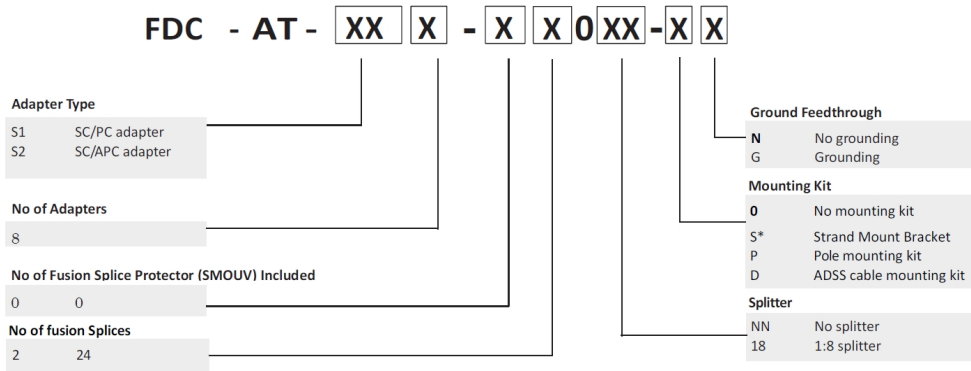 FDC - AT - XX X - X X 0 XX - X X
Adapter Type
S1 SC/PC adapter
S2 SC/APC adapter
No of Adapters
8
No of Fusion Splice Protector (SMOUV) Included
0 0
No of fusion Splices
2 24
Ground Feedthrough
N No grounding
G Grounding
Mounting Kit
0 No mounting kit
S* Strand Mount Bracket
P Pole mounting kit
D ADSS cable mounting kit
Splitter
NN No splitter
18 1:8 splitter